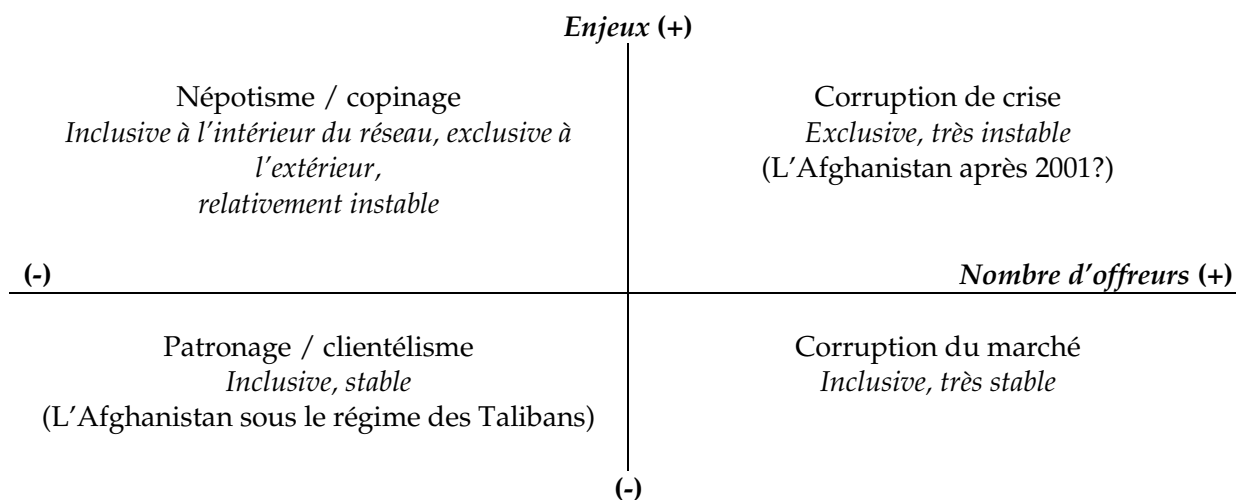 Enjeux (+)
Népotisme / copinage
Inclusive à l'intérieur du réseau, exclusive à
l'extérieur,
relativement instable
Corruption de crise
Exclusive, très instable
(L'Afghanistan après 2001?)
(-)
Nombre d'offreurs (+)
Patronage / clientélisme
Inclusive, stable
(L'Afghanistan sous le régime des Talibans)
Corruption du marché
Inclusive, très stable
(-)